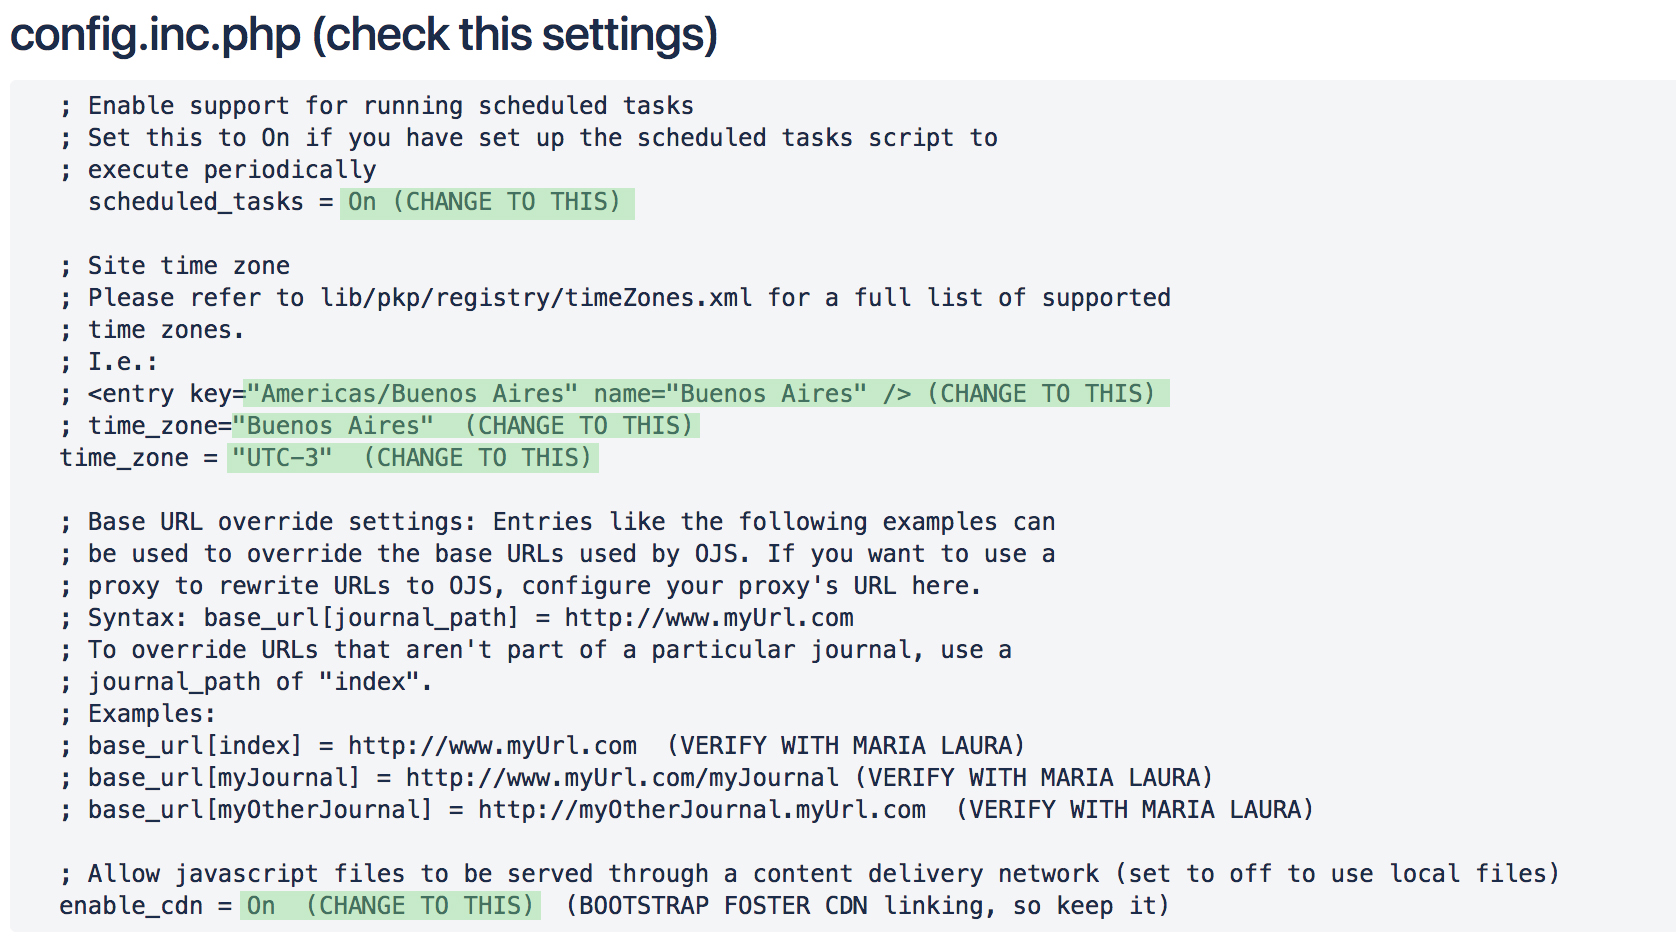 config.inc.php (check this settings)
; Enable support for running scheduled tasks
; Set this to On if you have set up the scheduled tasks script to
; execute periodically
scheduled_tasks = On (CHANGE TO THIS)
; Site time zone
; Please refer to lib/pkp/registry/timeZones.xml for a full list of supported
; time zones.
; I.e.:
; <entry key="Americas/Buenos Aires" name="Buenos Aires" /> (CHANGE TO THIS)
; time_zone="Buenos Aires"  (CHANGE TO THIS)
time_zone = "UTC-3"  (CHANGE TO THIS)
; Base URL override settings: Entries like the following examples can
; be used to override the base URLs used by OJS. If you want to use a
; proxy to rewrite URLs to OJS, configure your proxy's URL here.
; Syntax: base_url[journal_path] = http://www.myUrl.com
; To override URLs that aren't part of a particular journal, use a
; journal_path of "index".
; Examples:
; base_url[index] = http://www.myUrl.com  (VERIFY WITH MARIA LAURA)
; base_url[myJournal] = http://www.myUrl.com/myJournal (VERIFY WITH MARIA LAURA)
; base_url[myOtherJournal] = http://myOtherJournal.myUrl.com  (VERIFY WITH MARIA LAURA)
; Allow javascript files to be served through a content delivery network (set to off to use local files)
enable_cdn = On  (CHANGE TO THIS)  (BOOTSTRAP FOSTER CDN linking, so keep it)